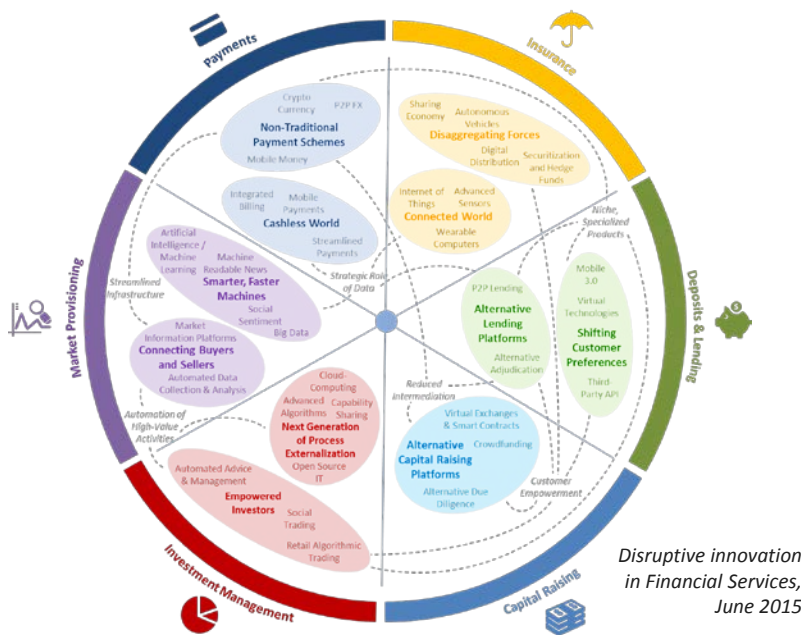 Payments
Insurance
Crypto
Currency
P2P FX
Non-Traditional
Payment Schemes
Mobile Money
Sharing
Economy
Autonomous
Vehicles
Disaggregating Forces
Digital
Distribution
Securitization
and Hedge
Funds
Integrated
Billing
Mobile
Payments
Cashless World
Streamlined
Payments
Internet of
Things
Advanced
Sensors
Connected World
Wearable
Computers
Niche,
Specialized
Products
Market Provisioning
Artificial
Intelligence /
Machine
Learning
Machine
Readable News
Smarter, Faster
Machines
Social
Sentiment
Big Data
Streamlined
Infrastructure
Strategic Role
of Data
P2P Lending
Alternative
Lending
Platforms
Alternative
Adjudication
Mobile
3.0
Virtual
Technologies
Shifting
Customer
Preferences
Third-
Party API
Deposits & Lending
Market
Information Platforms
Connecting Buyers
and Sellers
Automated Data
Collection & Analysis
Automation of
High-Value
Activities
Cloud-
Computing
Advanced
Algorithms
Capability
Sharing
Next Generation
of Process
Externalization
Open Source
IT
Reduced
Intermediation
Virtual Exchanges
& Smart Contracts
Alternative
Capital Raising
Platforms
Crowdfunding
Alternative Due
Diligence
Customer
Empowerment
Automated Advice
& Management
Empowered
Investors
Social
Trading
Retail Algorithmic
Trading
Investment Management
Capital Raising
Disruptive innovation
in Financial Services,
June 2015